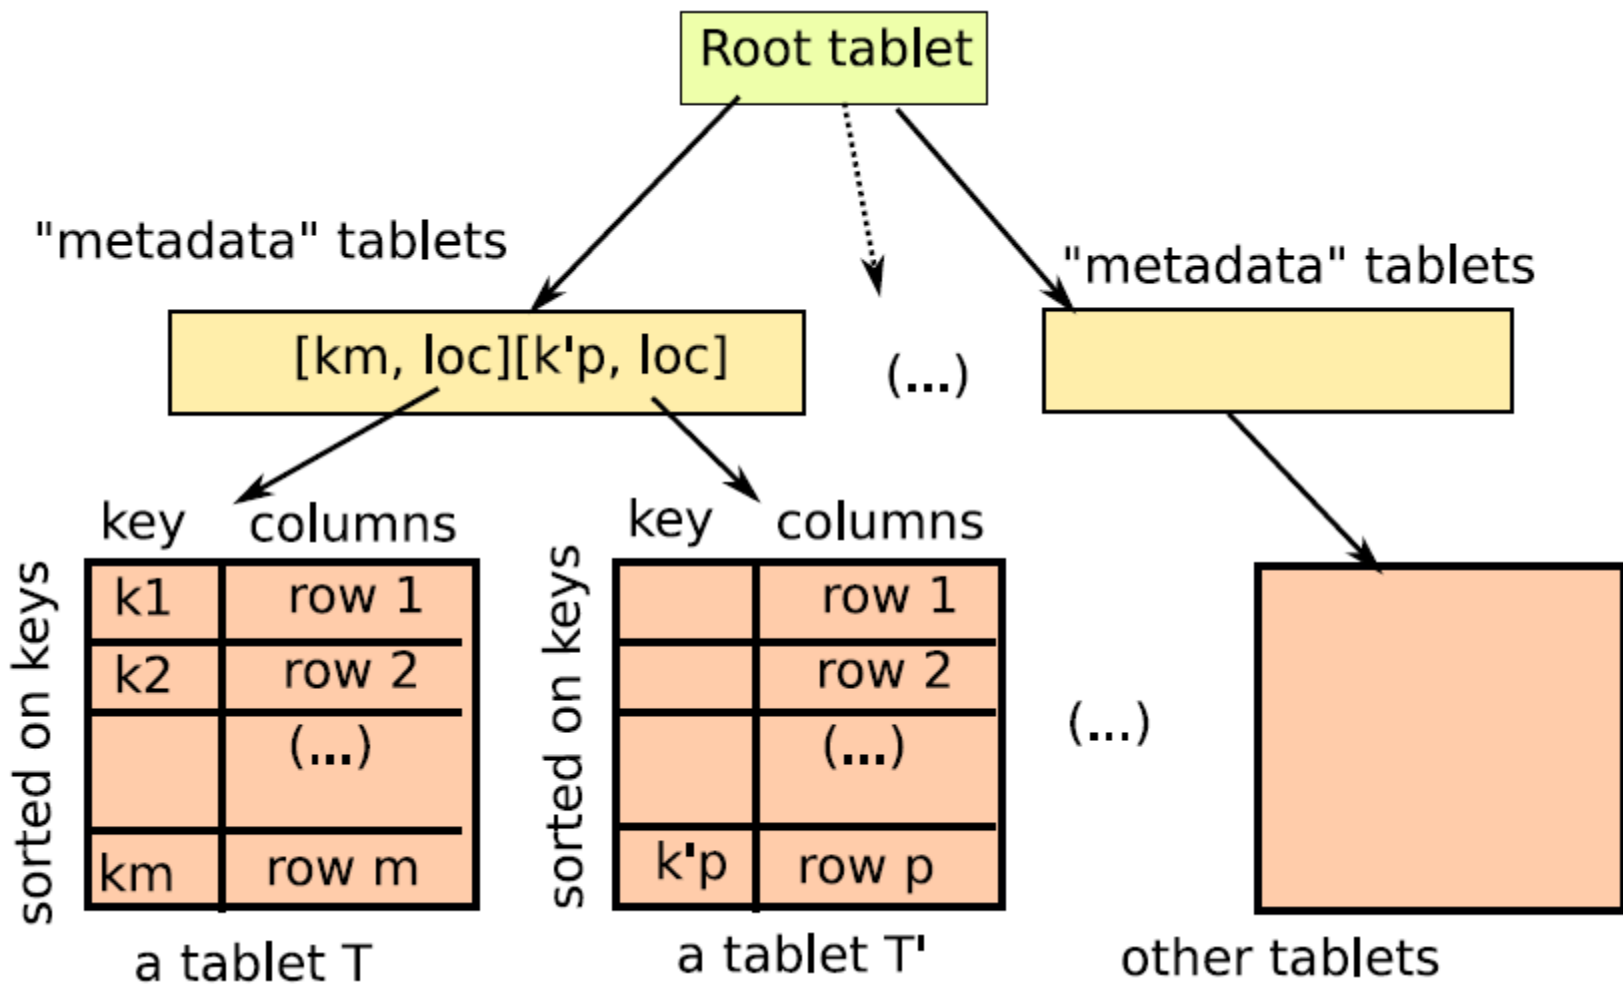 Root tablet
"metadata" tablets
"metadata" tablets
[km, loc][k'p, loc]
(...)
key columns
key columns
sorted on keys
k1 row 1
k2 row 2
(...)
km row m
sorted on keys
row 1
row 2
(...)
k'p row p
(...)
a tablet T
a tablet T'
other tablets